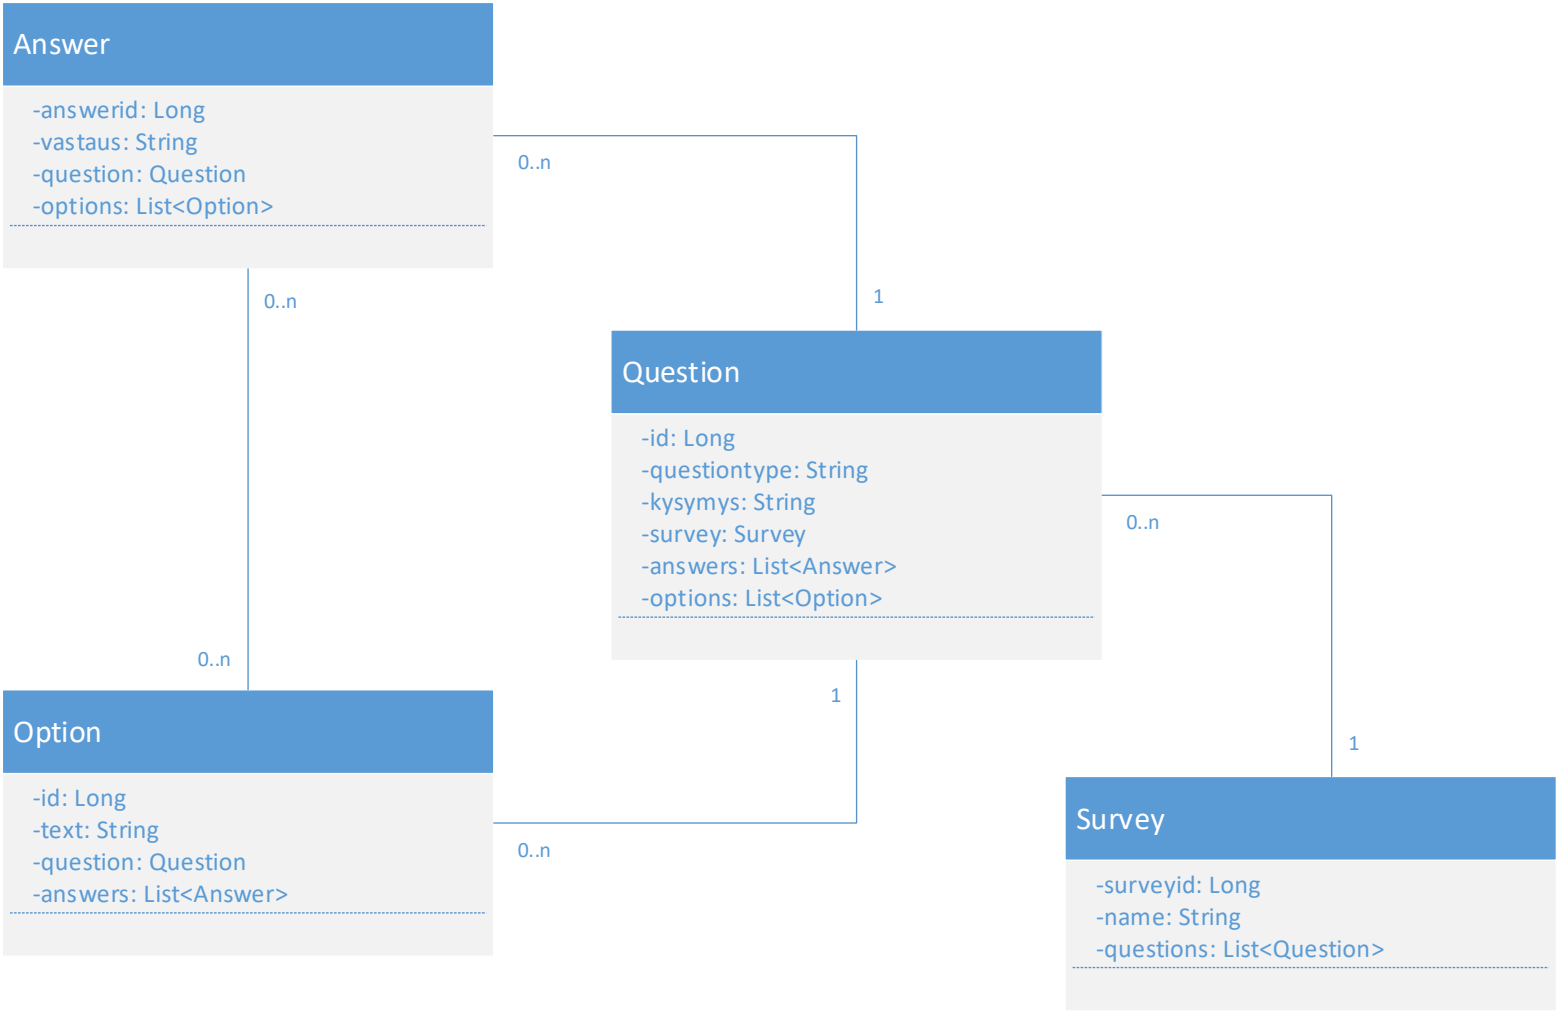 Answer
-answerid: Long
-vastaus: String
-question: Question
-options: List<Option>
0..n
1
0..n
0..n
Question
-id: Long
-questiontype: String
-kysymys: String
-survey: Survey
-answers: List<Answer>
-options: List<Option>
0..n
1
1
0..n
Option
-id: Long
-text: String
-question: Question
-answers: List<Answer>
Survey
-surveyid: Long
-name: String
-questions: List<Question>